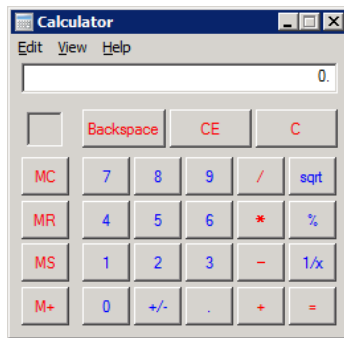 Calculator
Edit View Help
0.
Backspace CE C
MC 7 8 9 / sqrt
MR 4 5 6 * %
MS 1 2 3 - 1/x
M+ 0 +/- . + =